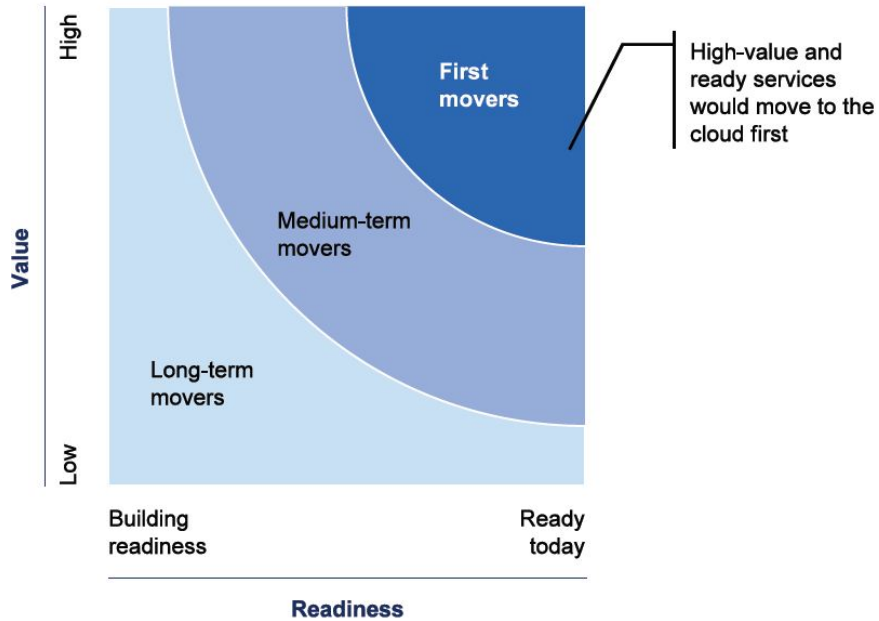 High
First
movers
High-value and
ready services
would move to the
cloud first
Medium-term
movers
Value
Long-term
movers
Low
Building
readiness
Ready
today
Readiness